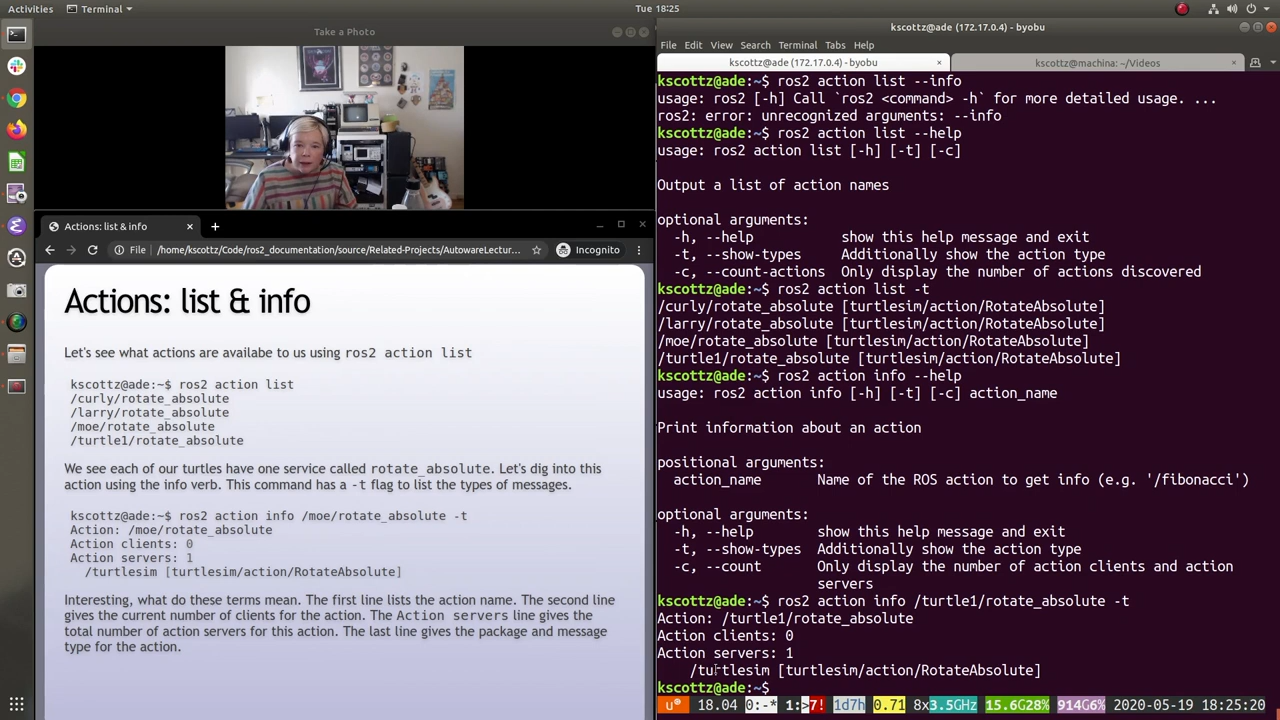 Activities
Terminal
Tue 18:25
Take a Photo
Actions: list & info
File
/home/kscottz/Code/ros2_documentation/source/Related-Projects/AutowareLectur...
Incognito
Actions: list & info
Let's see what actions are availabe to us using ros2 action list
kscottz@ade:~$ ros2 action list
/curly/rotate_absolute
/larry/rotate_absolute
/moe/rotate_absolute
/turtle1/rotate_absolute
We see each of our turtles have one service called rotate_absolute. Let's dig into this
action using the info verb. This command has a -t flag to list the types of messages.
kscottz@ade:~$ ros2 action info /moe/rotate_absolute -t
Action: /moe/rotate_absolute
Action clients: 0
Action servers: 1
/turtlesim [turtlesim/action/RotateAbsolute]
Interesting, what do these terms mean. The first line lists the action name. The second line
gives the current number of clients for the action. The Action servers line gives the
total number of action servers for this action. The last line gives the package and message
type for the action.
kscottz@ade (172.17.0.4) - byobu
File Edit View Search Terminal Tabs Help
kscottz@ade (172.17.0.4) - byobu
kscottz@machina: ~/Videos
kscottz@ade:~$ ros2 action list --info
usage: ros2 [-h] Call `ros2 <command> -h` for more detailed usage. ...
ros2: error: unrecognized arguments: --info
kscottz@ade:~$ ros2 action list --help
usage: ros2 action list [-h] [-t] [-c]
Output a list of action names
optional arguments:
-h, --help show this help message and exit
-t, --show-types Additionally show the action type
-c, --count-actions Only display the number of actions discovered
kscottz@ade:~$ ros2 action list -t
/curly/rotate_absolute [turtlesim/action/RotateAbsolute]
/larry/rotate_absolute [turtlesim/action/RotateAbsolute]
/moe/rotate_absolute [turtlesim/action/RotateAbsolute]
/turtle1/rotate_absolute [turtlesim/action/RotateAbsolute]
kscottz@ade:~$ ros2 action info --help
usage: ros2 action info [-h] [-t] [-c] action_name
Print information about an action
positional arguments:
action_name Name of the ROS action to get info (e.g. '/fibonacci')
optional arguments:
-h, --help show this help message and exit
-t, --show-types Additionally show the action type
-c, --count Only display the number of action clients and action
servers
kscottz@ade:~$ ros2 action info /turtle1/rotate_absolute -t
Action: /turtle1/rotate_absolute
Action clients: 0
Action servers: 1
/turtlesim [turtlesim/action/RotateAbsolute]
kscottz@ade:~$
18.04 0:-* 1:>7! 1d7h 0.71 8x3.5GHz 15.6G28% 914G6% 2020-05-19 18:25:20